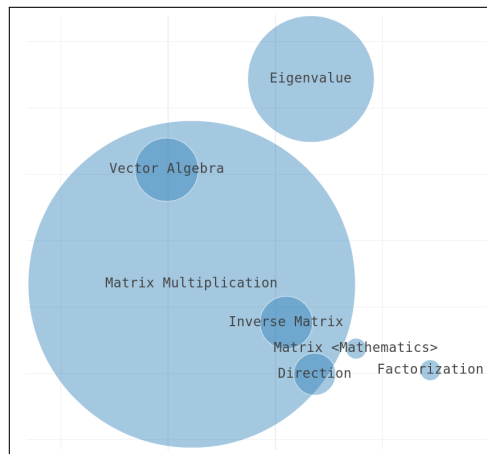 Eigenvalue
Vector Algebra
Matrix Multiplication
Inverse Matrix
Matrix <Mathematics>
Direction
Factorization